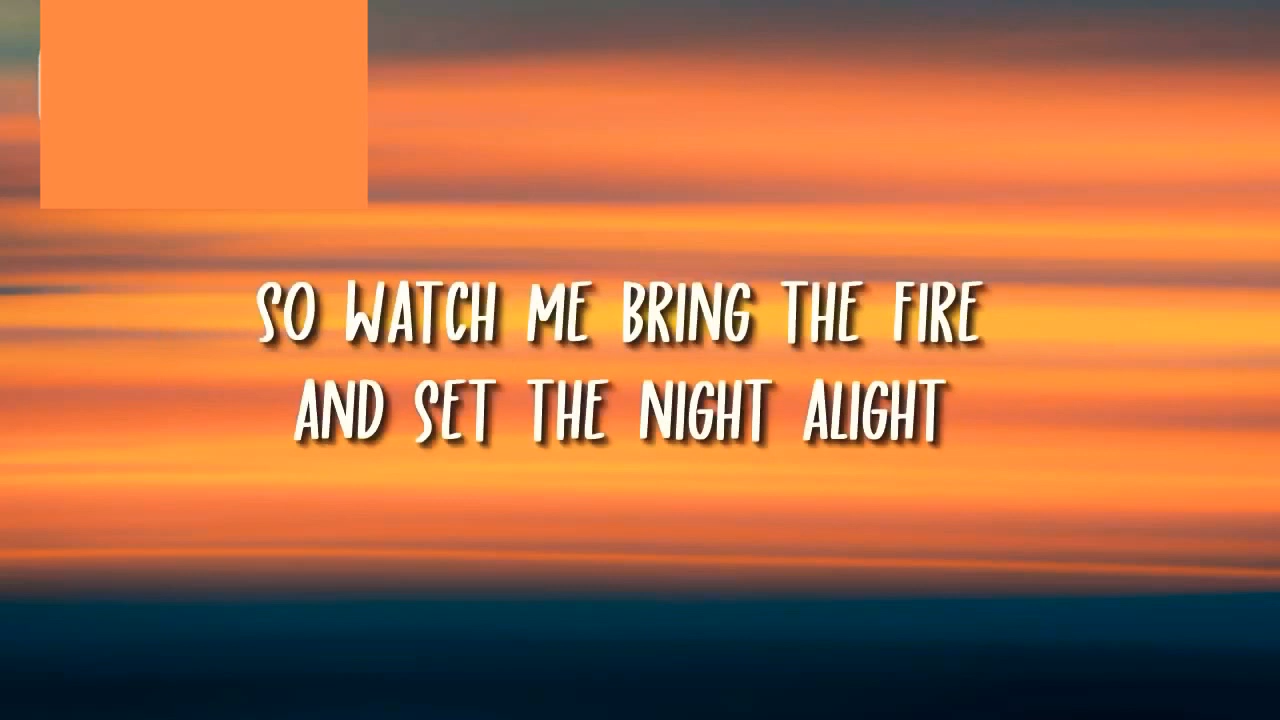 SO WATCH ME BRING THE FIRE
AND SET THE NIGHT ALIGHT